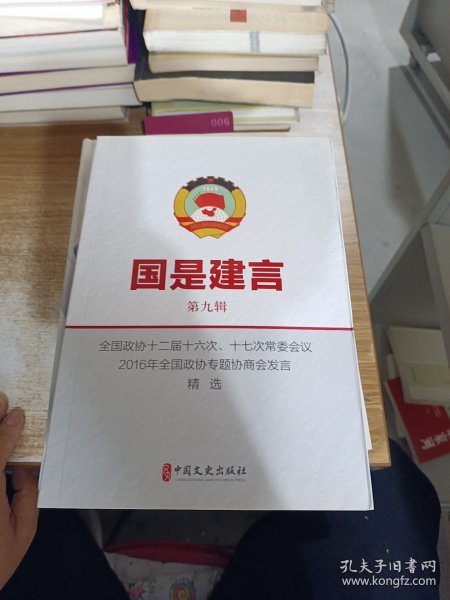 006
1949
国是建言
第九辑
全国政协十二届十六次、十七次常委会议
2016年全国政协专题协商会发言
精选
中国文史出版社
孔夫子旧书网
www.kongfz.com